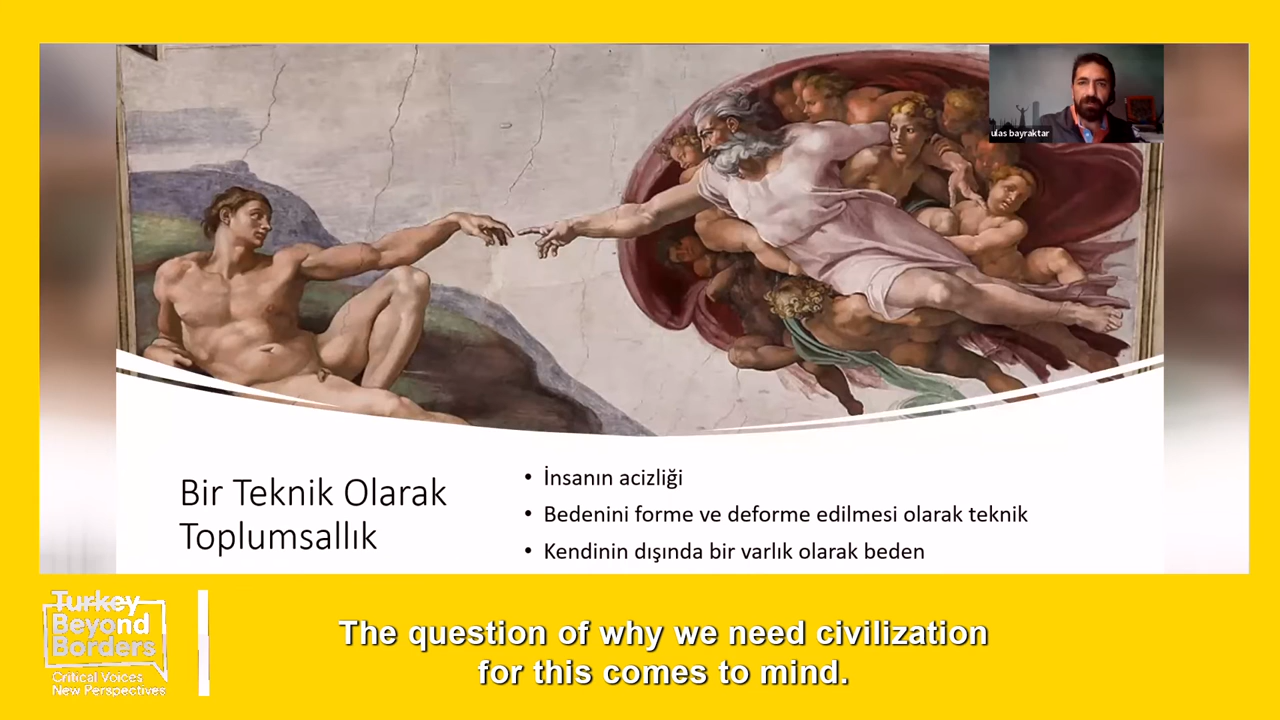 ulas bayraktar
Bir Teknik Olarak
Toplumsallık
• İnsanın acizliği
• Bedenini forme ve deforme edilmesi olarak teknik
• Kendinin dışında bir varlık olarak beden
Turkey
Beyond
Borders
Critical Voices
New Perspectives
The question of why we need civilization
for this comes to mind.